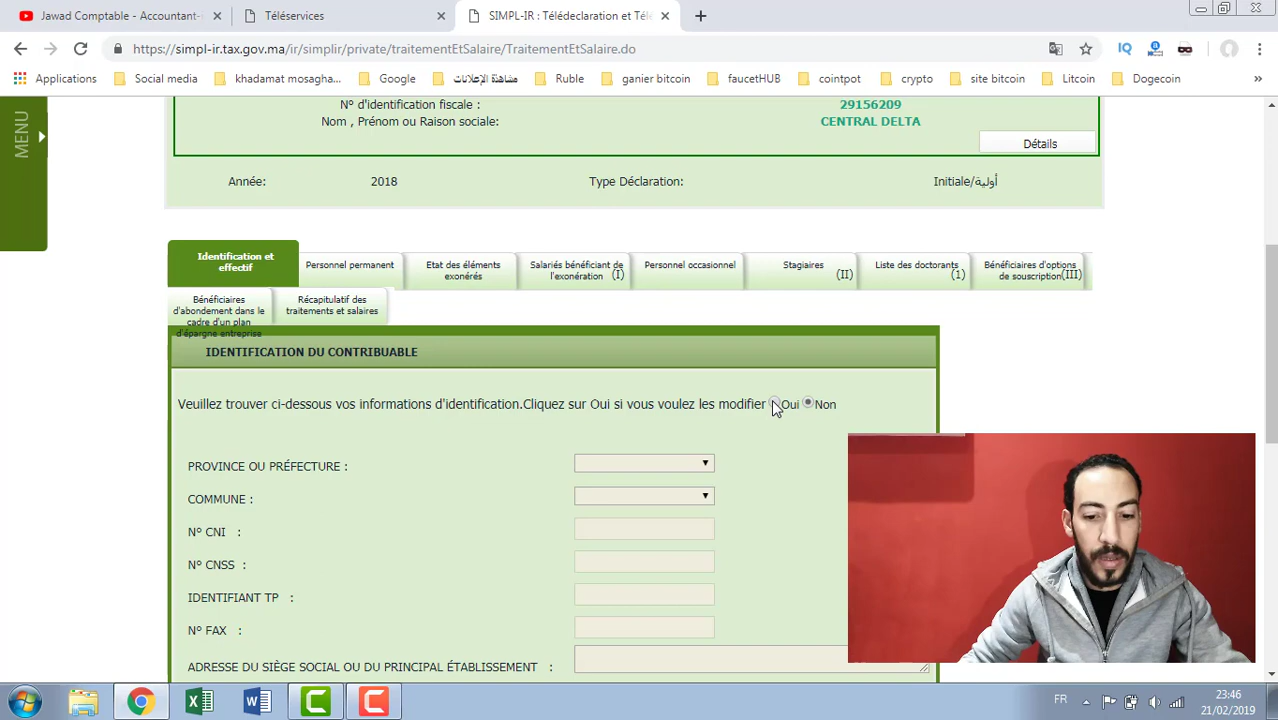 Jawad Comptable - Accountant-
Téléservices
SIMPL-IR : Télédeclaration et Tél
https://simpl-ir.tax.gov.ma/ir/simplir/private/traitementEtSalaire/TraitementEtSalaire.do
Applications
Social media
khadamat mosagha
Google
مشاهدة الإعلانات
Ruble
ganier bitcoin
faucetHUB
cointpot
crypto
site bitcoin
Litcoin
Dogecoin
»
MENU
N° d'identification fiscale :
29156209
Nom , Prénom ou Raison sociale:
CENTRAL DELTA
Détails
Année:
2018
Type Déclaration:
Initiale/أولية
Identification et
effectif
Personnel permanent
Etat des éléments
exonérés
Salariés bénéficiant de
l'exonération (I)
Personnel occasionnel
Stagiaires
(II)
Liste des doctorants
(1)
Bénéficiaires d'options
de souscription(III)
Bénéficiaires
d'abondement dans le
cadre d'un plan
d'épargne entreprise
Récapitulatif des
traitements et salaires
IDENTIFICATION DU CONTRIBUABLE
Veuillez trouver ci-dessous vos informations d'identification.Cliquez sur Oui si vous voulez les modifier Oui Non
PROVINCE OU PRÉFECTURE :
COMMUNE :
N° CNI :
N° CNSS :
IDENTIFIANT TP :
N° FAX :
ADRESSE DU SIÈGE SOCIAL OU DU PRINCIPAL ÉTABLISSEMENT :
FR
23:46
21/02/2019